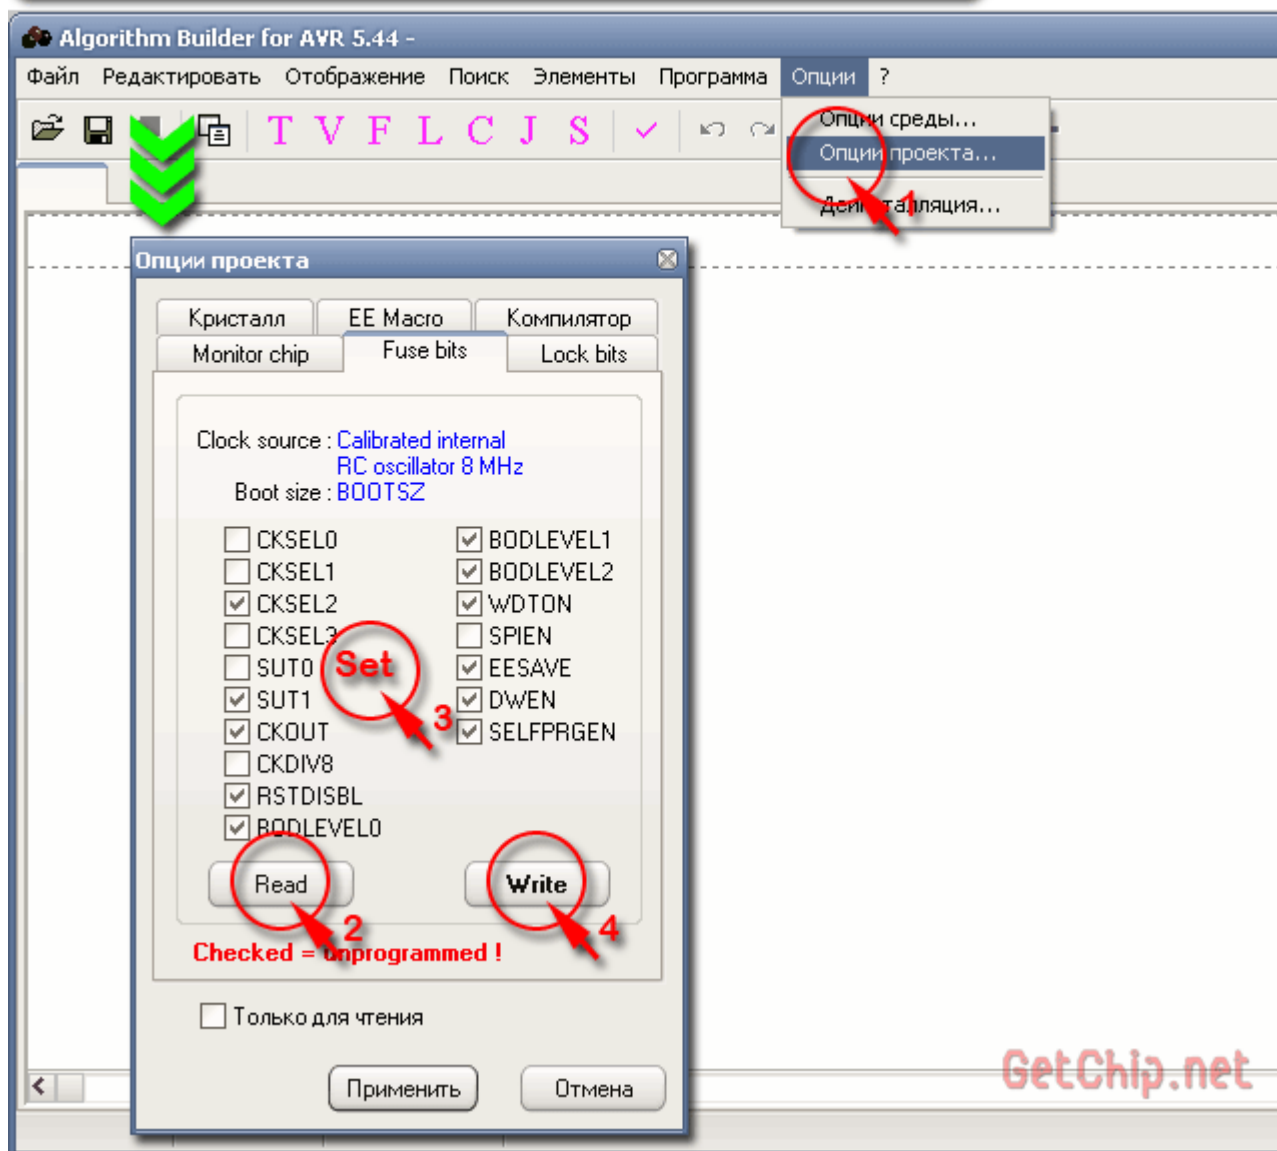 Algorithm Builder for AVR 5.44 -
Файл Редактировать Отображение Поиск Элементы Программа Опции ?
T V F L C J S
Опции среды...
Опции проекта...
1
Деинсталляция...
Опции проекта
Кристалл EE Macro Компилятор
Monitor chip Fuse bits Lock bits
Clock source : Calibrated internal
RC oscillator 8 MHz
Boot size : BOOTSZ
CKSEL0 BODLEVEL1
CKSEL1 BODLEVEL2
CKSEL2 WDTON
CKSEL3 SPIEN
SUT0 Set EESAVE
SUT1 3 DWEN
CKOUT SELFPRGEN
CKDIV8
RSTDISBL
BODLEVEL0
Read Write
2 4
Checked = unprogrammed !
Только для чтения
Применить Отмена
GetChip.net